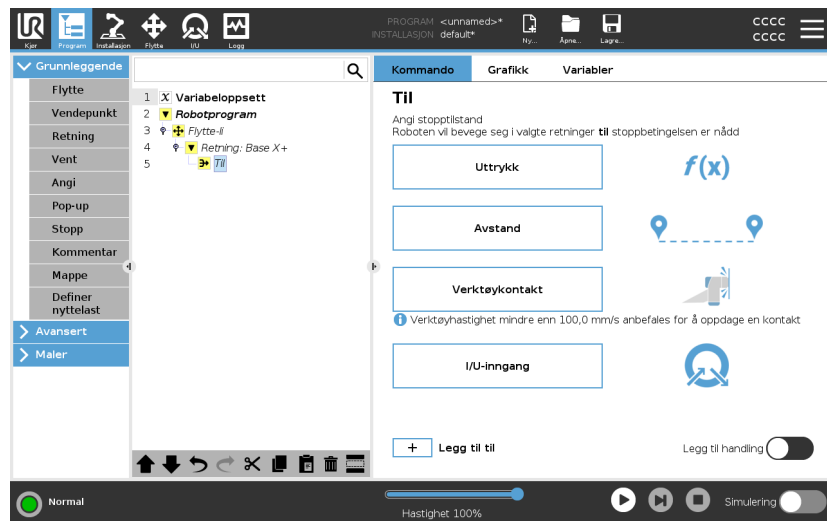 PROGRAM <unnamed>*
INSTALLASJON default*
CCCC
CCCC
Kjør
Program
Installasjon
Flytte
I/U
Logg
Ny...
Åpne...
Lagre...
Grunnleggende
Flytte
Vendepunkt
Retning
Vent
Angi
Pop-up
Stopp
Kommentar
Mappe
Definer
nyttelast
Avansert
Maler
1 X Variabeloppsett
2 Robotprogram
3 Flytte-li
4 Retning: Base X+
5 Til
Kommando Grafikk Variabler
Til
Angi stopptilstand
Roboten vil bevege seg i valgte retninger til stoppbetingelsen er nådd
Uttrykk
f(x)
Avstand
Verktøykontakt
Verktøyhastighet mindre enn 100,0 mm/s anbefales for å oppdage en kontakt
I/U-inngang
+ Legg til til
Legg til handling
Normal
Hastighet 100%
Simulering